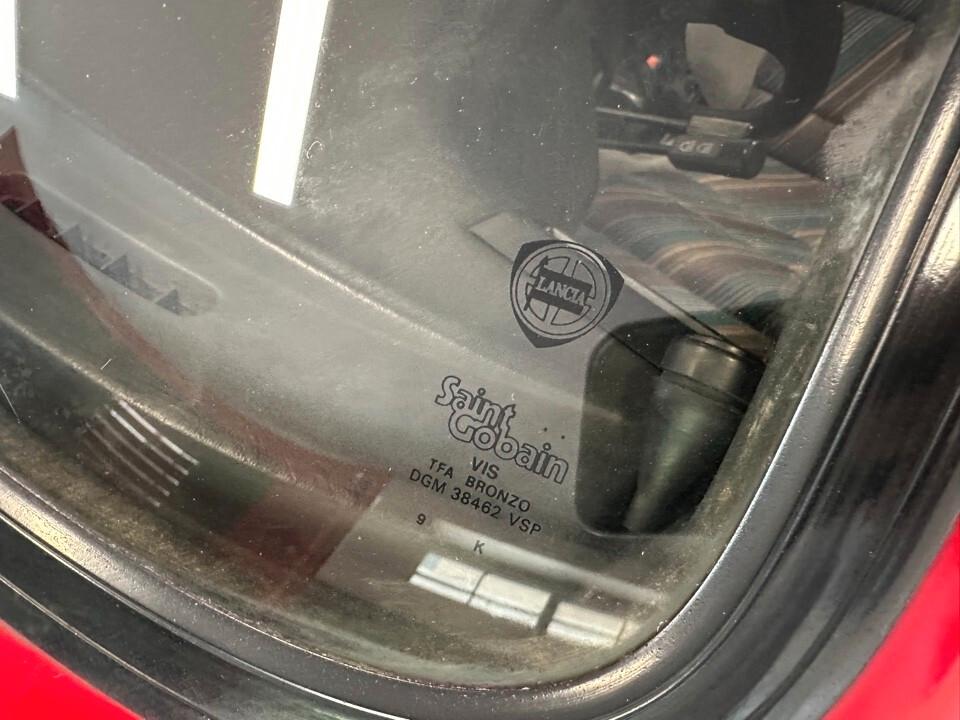 LANCIA
Saint
Gobain
VIS
TFA BRONZO
DGM 38462 VSP
9
K